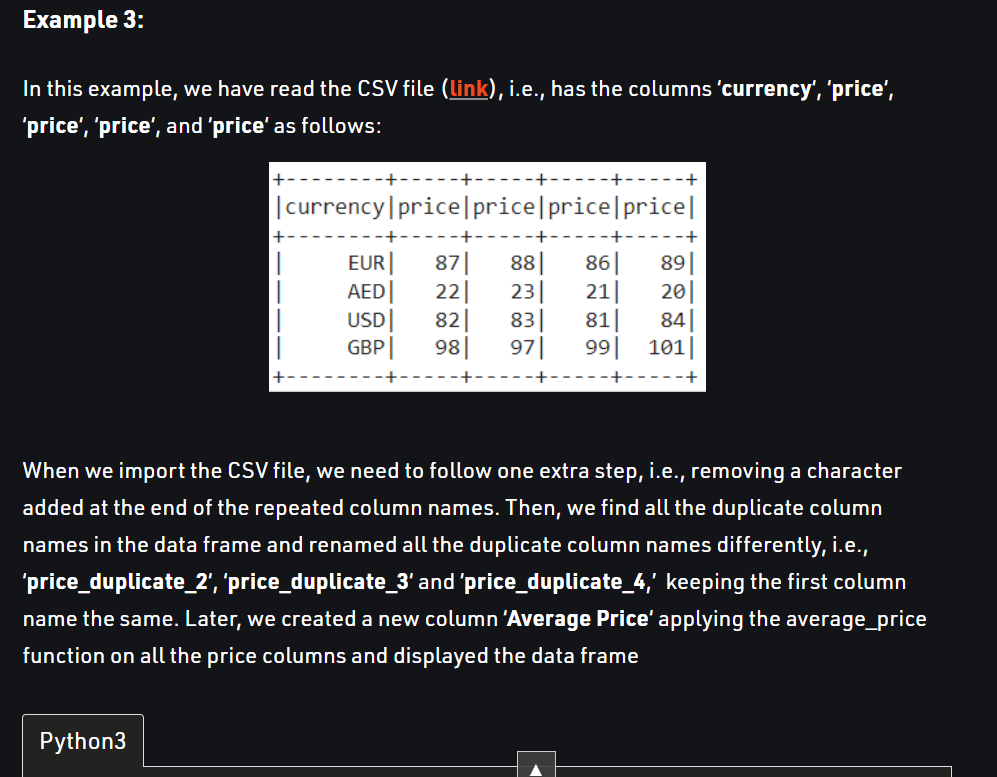 Example 3:
In this example, we have read the CSV file (link), i.e., has the columns ‘currency‘, ‘price‘,
‘price‘, ‘price‘, and ‘price‘ as follows:
+--------+-----+-----+-----+-----+
|currency|price|price|price|price|
+--------+-----+-----+-----+-----+
|     EUR|   87|   88|   86|   89|
|     AED|   22|   23|   21|   20|
|     USD|   82|   83|   81|   84|
|     GBP|   98|   97|   99|  101|
+--------+-----+-----+-----+-----+
When we import the CSV file, we need to follow one extra step, i.e., removing a character
added at the end of the repeated column names. Then, we find all the duplicate column
names in the data frame and renamed all the duplicate column names differently, i.e.,
‘price_duplicate_2‘, ‘price_duplicate_3‘ and ‘price_duplicate_4,’ keeping the first column
name the same. Later, we created a new column ‘Average Price‘ applying the average_price
function on all the price columns and displayed the data frame
Python3
▲